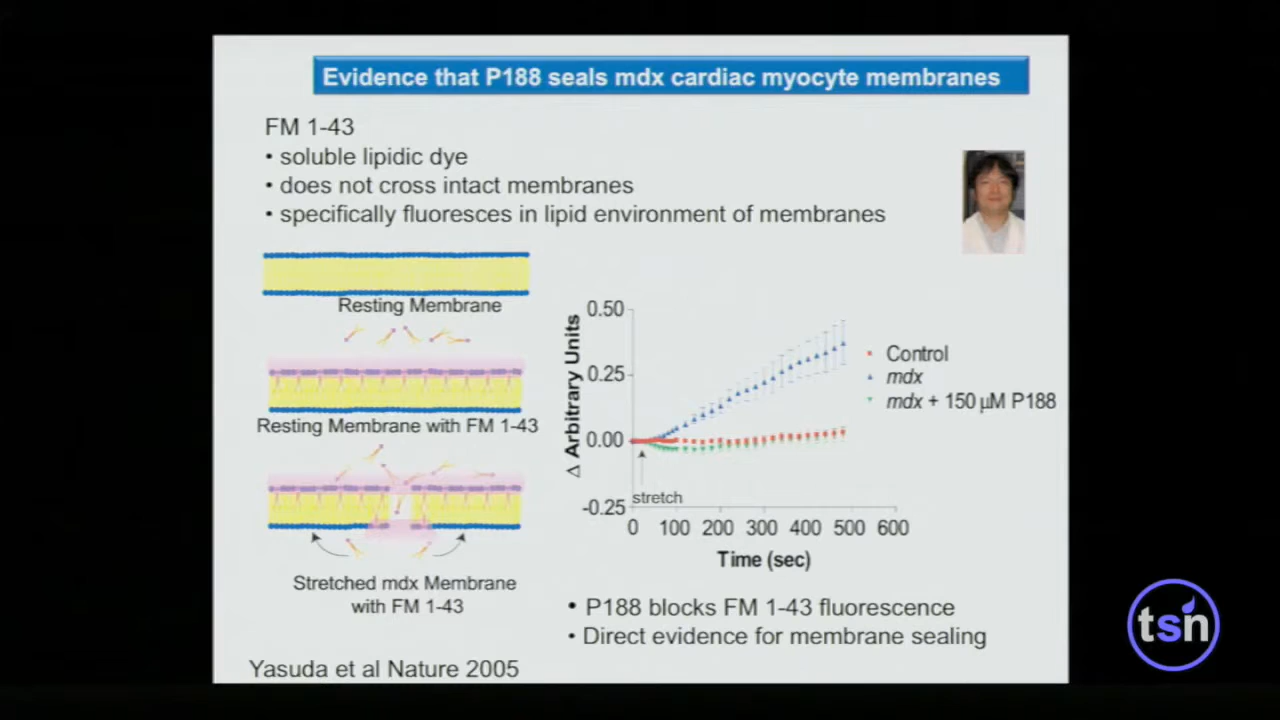 Evidence that P188 seals mdx cardiac myocyte membranes
FM 1-43
• soluble lipidic dye
• does not cross intact membranes
• specifically fluoresces in lipid environment of membranes
Resting Membrane
Resting Membrane with FM 1-43
Stretched mdx Membrane
with FM 1-43
Δ Arbitrary Units
0.50
0.25
0.00
-0.25
stretch
0 100 200 300 400 500 600
Time (sec)
Control
mdx
mdx + 150 µM P188
• P188 blocks FM 1-43 fluorescence
• Direct evidence for membrane sealing
Yasuda et al Nature 2005
tsn